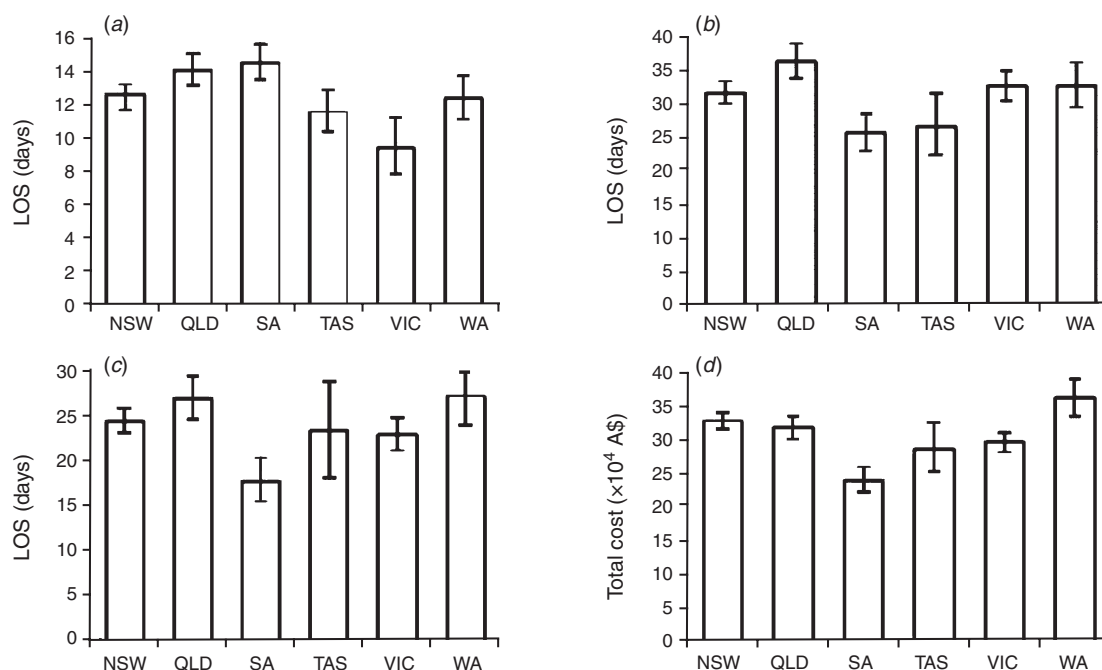 (a)
16
14
12
10
8
6
4
2
0
LOS (days)
NSW QLD SA TAS VIC WA
(b)
40
35
30
25
20
15
10
5
0
LOS (days)
NSW QLD SA TAS VIC WA
(c)
30
25
20
15
10
5
0
LOS (days)
NSW QLD SA TAS VIC WA
(d)
40
35
30
25
20
15
10
5
0
Total cost (×10⁴ A$)
NSW QLD SA TAS VIC WA